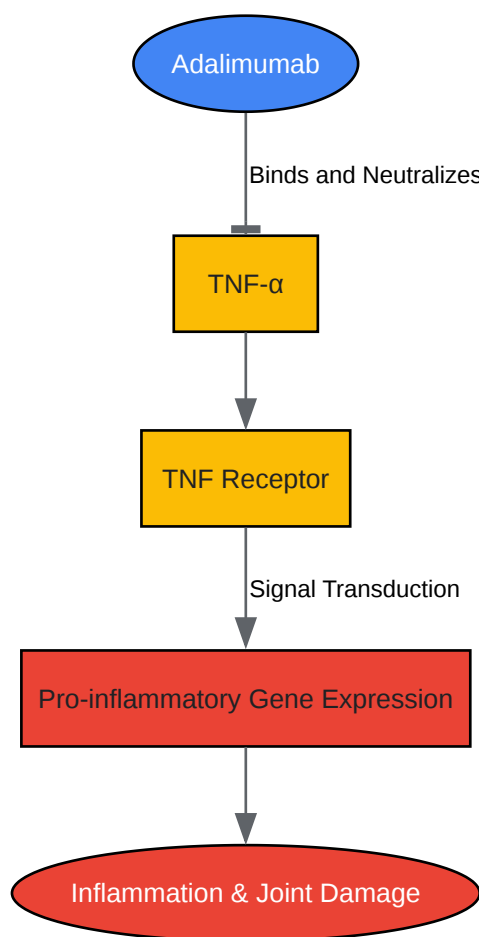 Adalimumab
Binds and Neutralizes
TNF-α
TNF Receptor
Signal Transduction
Pro-inflammatory Gene Expression
Inflammation & Joint Damage